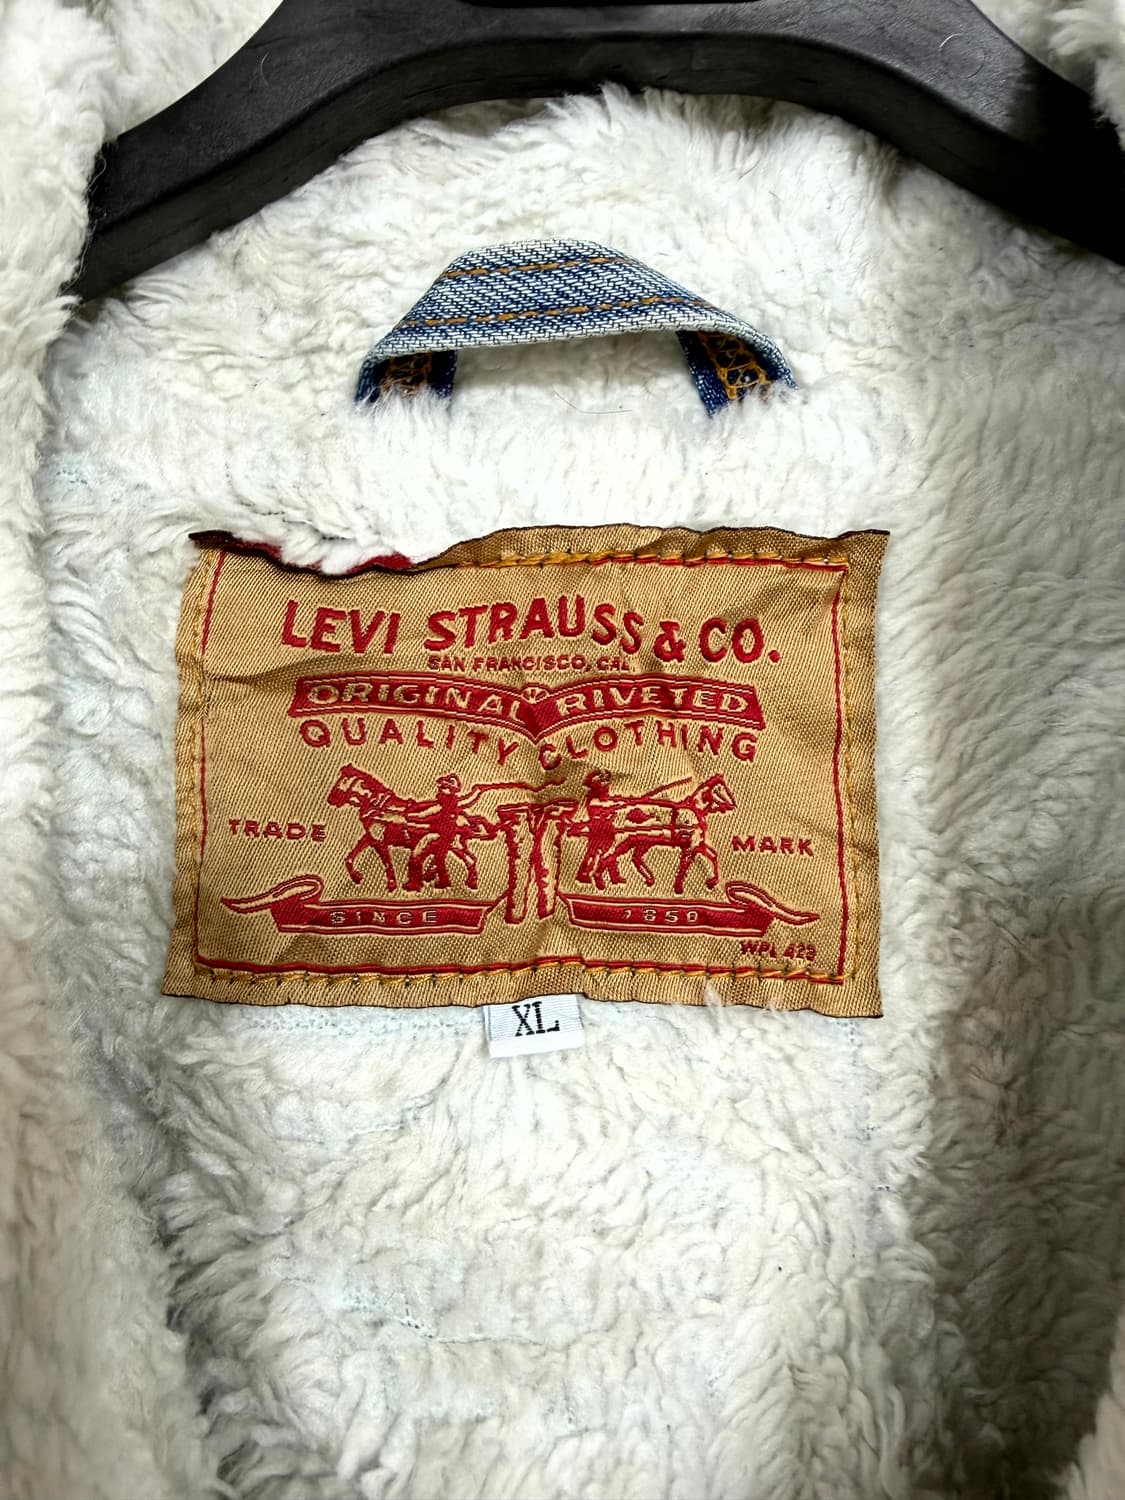 LEVI STRAUSS & CO.
SAN FRANCISCO, CAL.
ORIGINAL RIVETED
QUALITY CLOTHING
TRADE MARK
SINCE 1850
WPL 423
XL